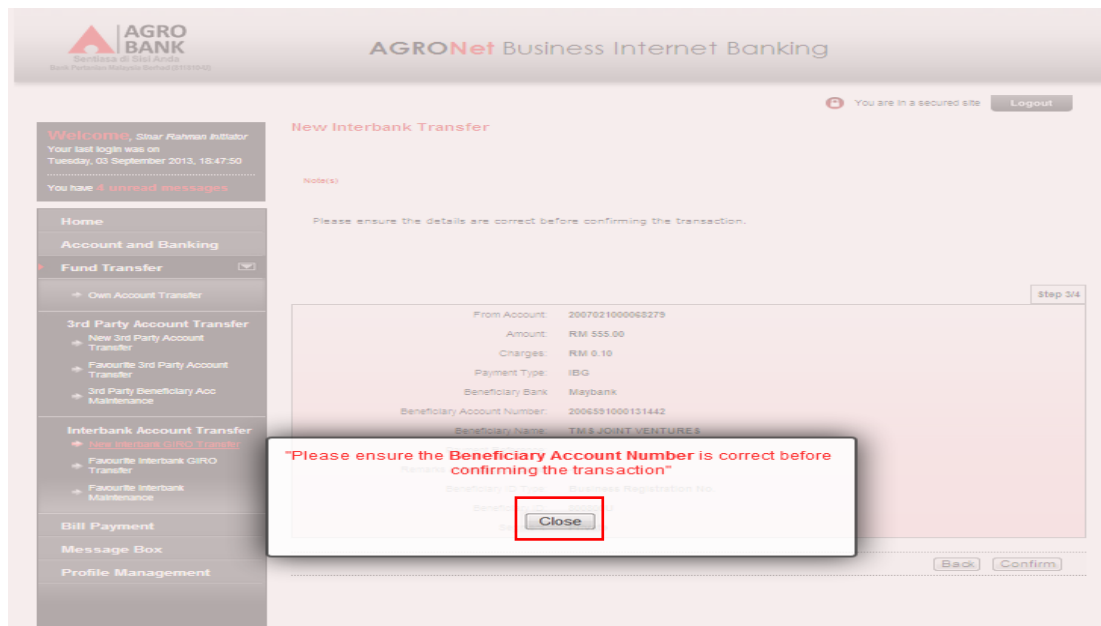 AGRO
BANK
Sentiasa di Sisi Anda
AGRONet Business Internet Banking
You are in a secured site
Logout
Welcome, Sinar Rahman Initiator
Your last login was on
Tuesday, 03 September 2013, 18:47:50
You have 4 unread messages
Home
Account and Banking
Fund Transfer
Own Account Transfer
3rd Party Account Transfer
New 3rd Party Account
Transfer
Favourite 3rd Party Account
Transfer
3rd Party Beneficiary Acc
Maintenance
Interbank Account Transfer
New Interbank GIRO Transfer
Favourite Interbank GIRO
Transfer
Favourite Interbank
Maintenance
Bill Payment
Message Box
Profile Management
New Interbank Transfer
Note(s):
Please ensure the details are correct before confirming the transaction.
Step 3/4
From Account: 2007021000068279
Amount: RM 555.00
Charges: RM 0.10
Payment Type: IBG
Beneficiary Bank Maybank
Beneficiary Account Number: 2006591000131442
Beneficiary Name: TMS JOINT VENTURES
"Please ensure the Beneficiary Account Number is correct before
confirming the transaction"
Beneficiary ID Type: Business Registration No.
Close
Back
Confirm